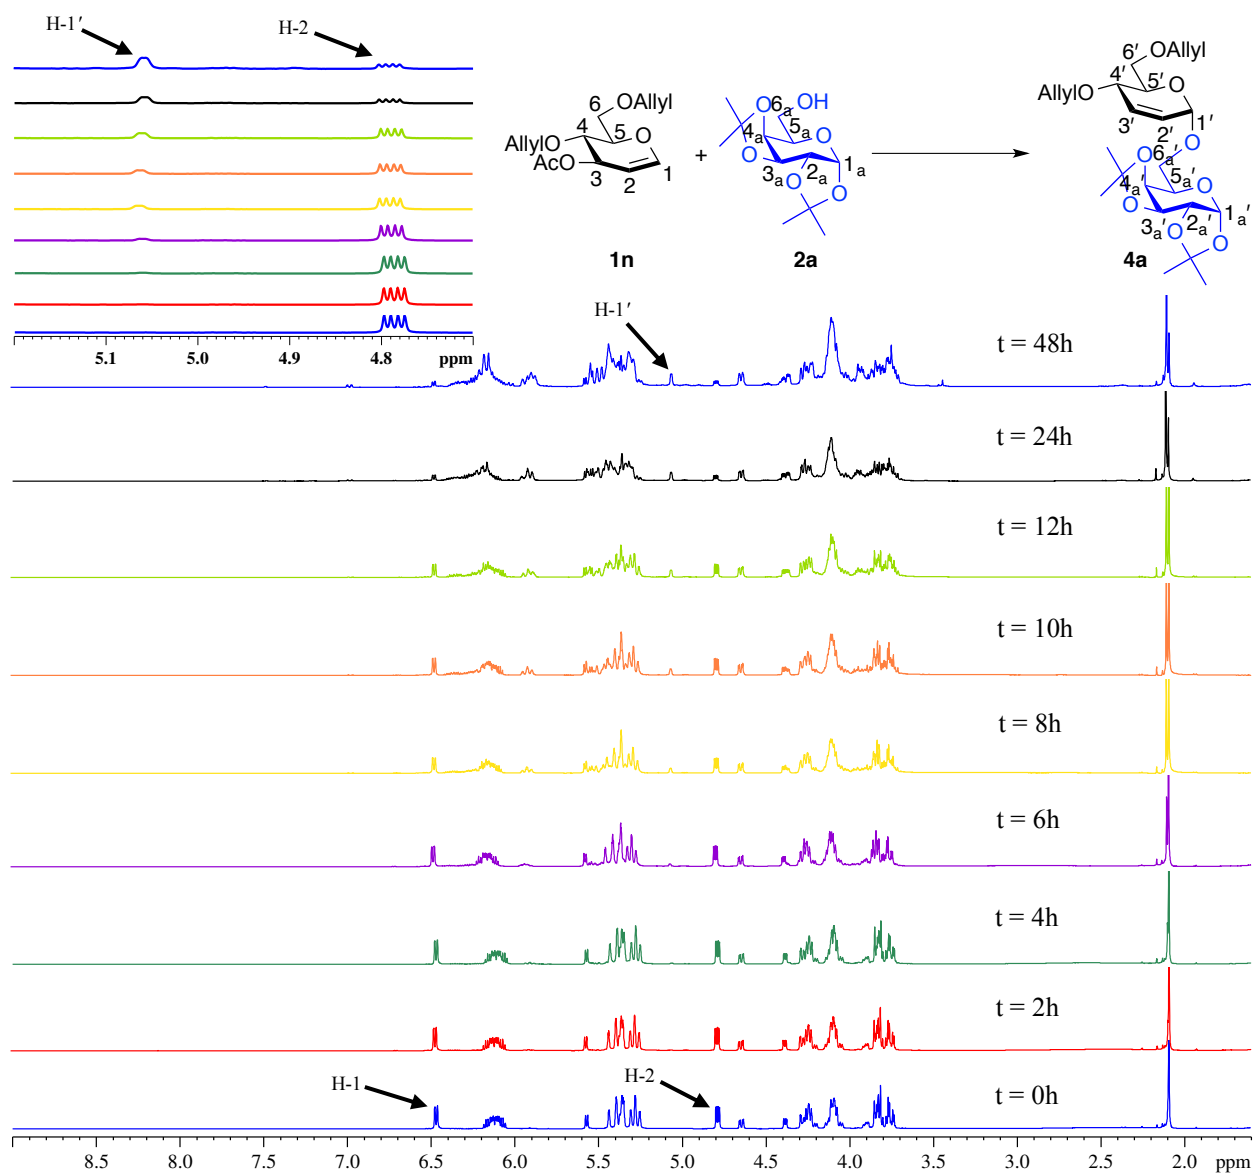 H-1′
H-2
5.1 5.0 4.9 4.8 ppm
6 OAllyl
4 5 O
AllylO
AcO
3 2 1
1n
+
O 6a OH
4a 5a O
O 3a 2a 1a
O O
2a
6′ OAllyl
4′ 5′ O
AllylO
3′ 2′ 1′
O 6a′ O
4a′ 5a′ O
O 3a′ 2a′ 1a′
O O
4a
H-1′
t = 48h
t = 24h
t = 12h
t = 10h
t = 8h
t = 6h
t = 4h
t = 2h
H-1
H-2
t = 0h
8.5 8.0 7.5 7.0 6.5 6.0 5.5 5.0 4.5 4.0 3.5 3.0 2.5 2.0 ppm